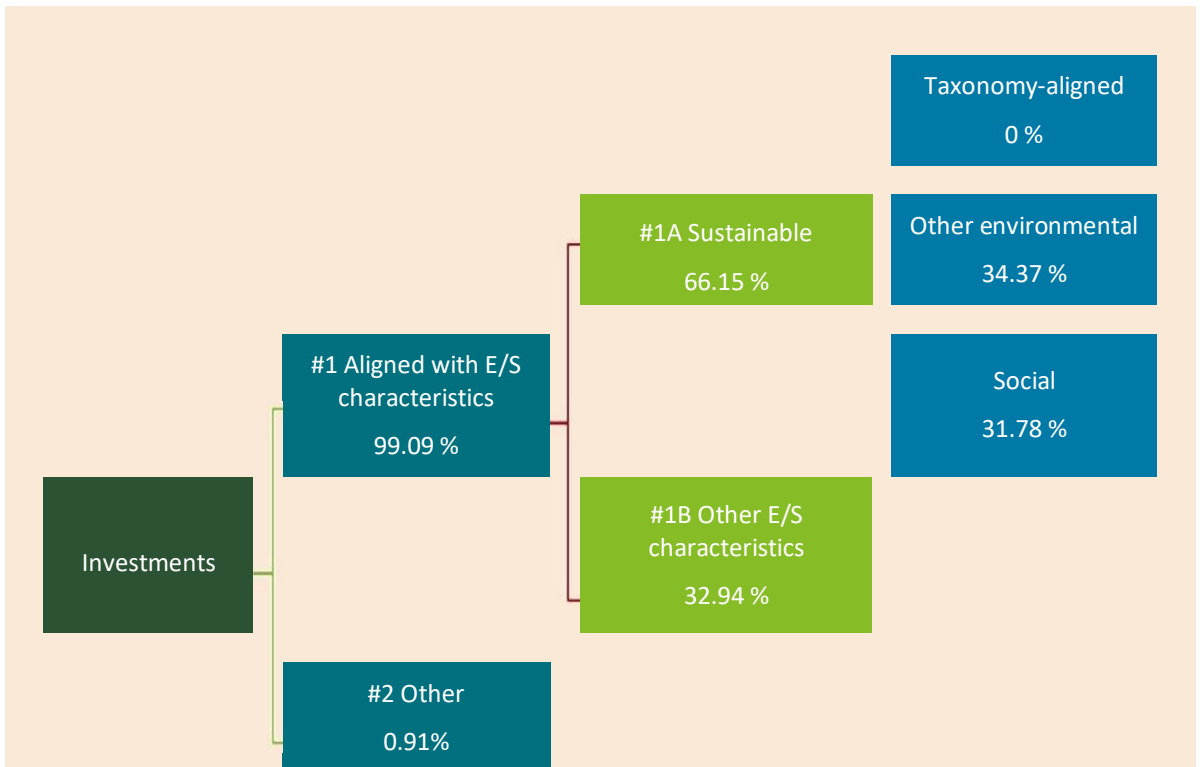 Taxonomy-aligned
0 %
#1A Sustainable
66.15 %
Other environmental
34.37 %
#1 Aligned with E/S
characteristics
99.09 %
Social
31.78 %
Investments
#1B Other E/S
characteristics
32.94 %
#2 Other
0.91%